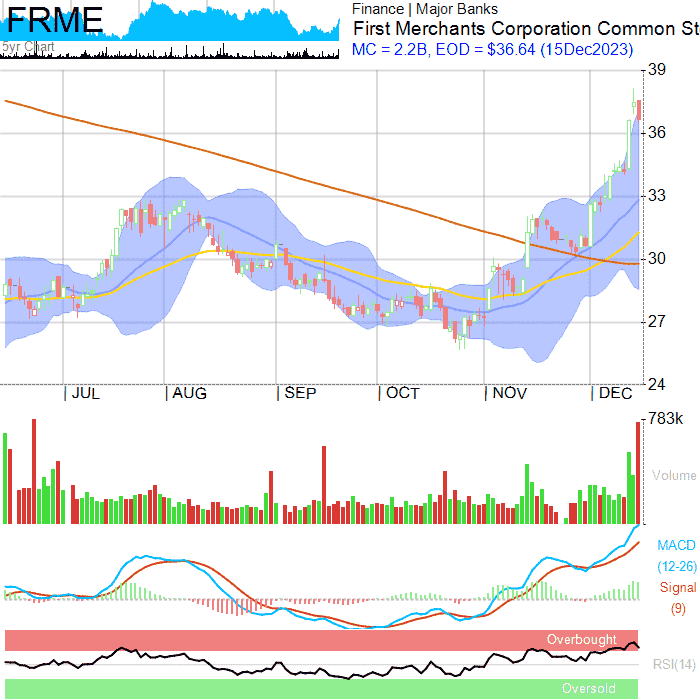 FRME
5yr Chart
Finance | Major Banks
First Merchants Corporation Common St
MC = 2.2B, EOD = $36.64 (15Dec2023)
39
36
33
30
27
24
| JUL | AUG | SEP | OCT | NOV | DEC
783k
Volume
MACD
(12-26)
Signal
(9)
Overbought
RSI(14)
Oversold